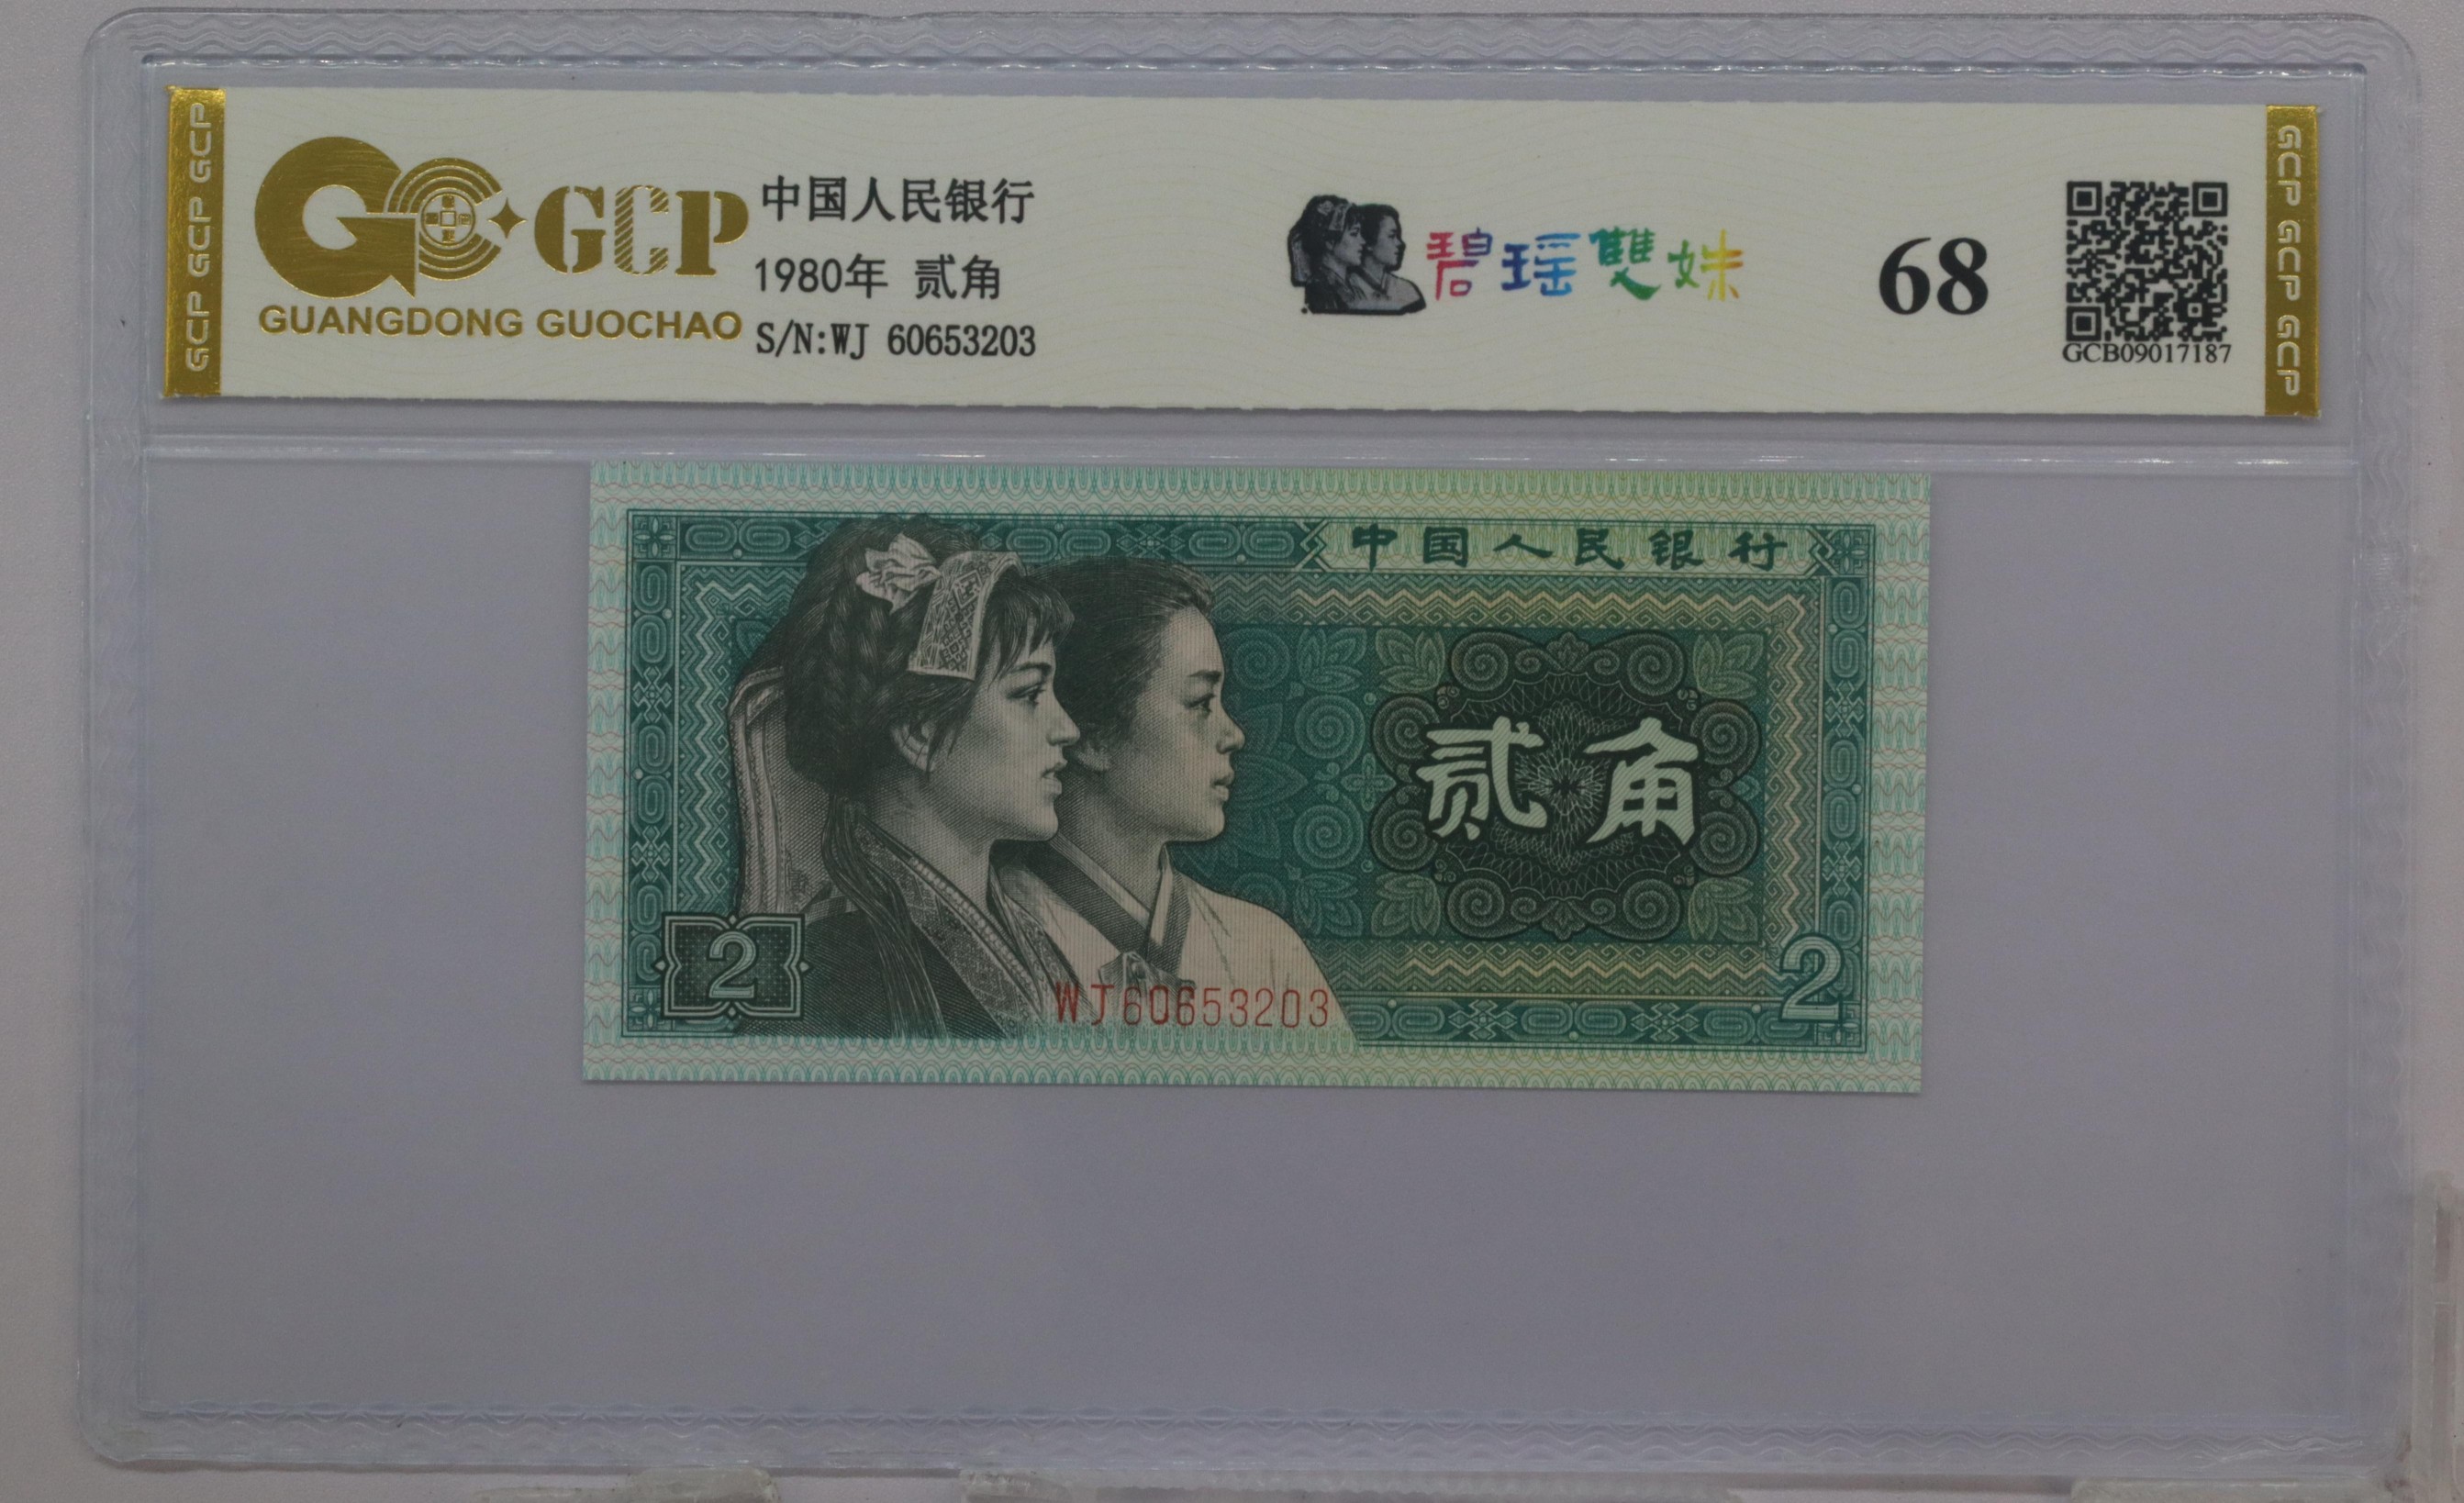 GCP GCP GCP
GCP
GUANGDONG GUOCHAO
中国人民银行
1980年 贰角
S/N:WJ 60653203
碧瑶雙妹
68
GCB09017187
GCP GCP GCP
中国人民银行
贰角
2
WJ60653203
2